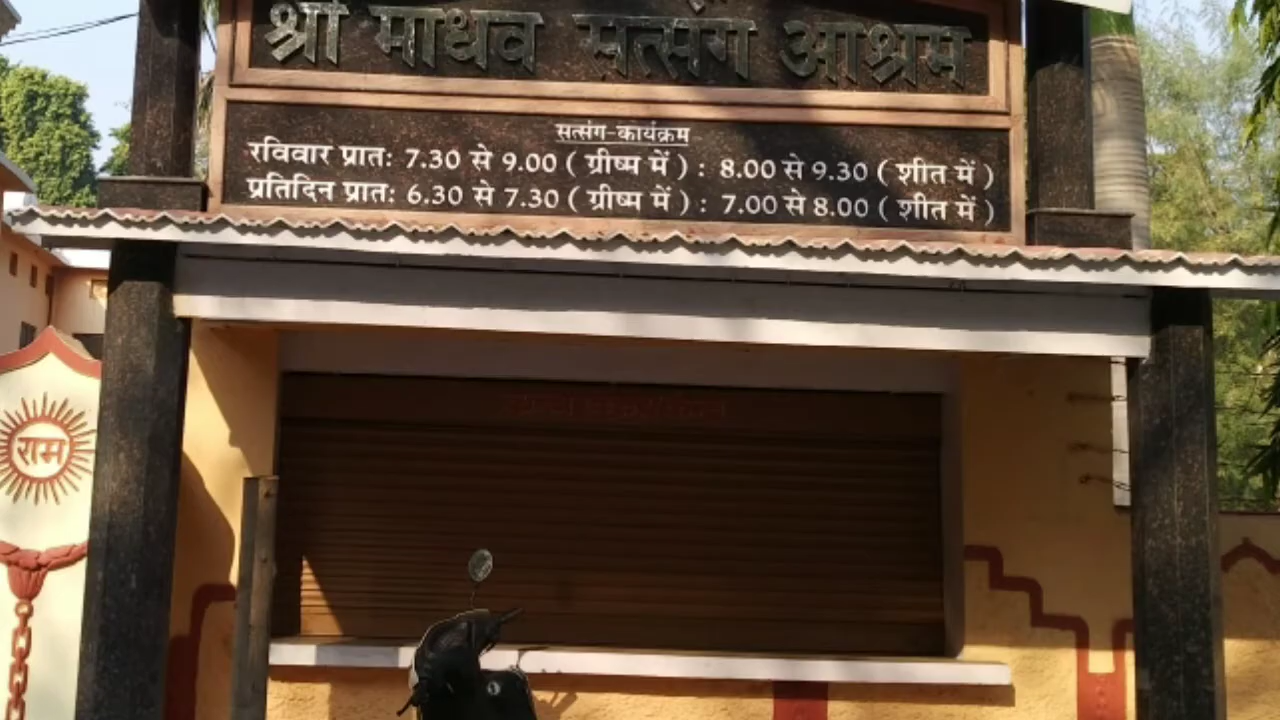 श्री माधव सत्संग आश्रम
सत्संग-कार्यक्रम
रविवार प्रातः 7.30 से 9.00 ( ग्रीष्म में ) : 8.00 से 9.30 ( शीत में )
प्रतिदिन प्रातः 6.30 से 7.30 ( ग्रीष्म में ) : 7.00 से 8.00 ( शीत में )
राम